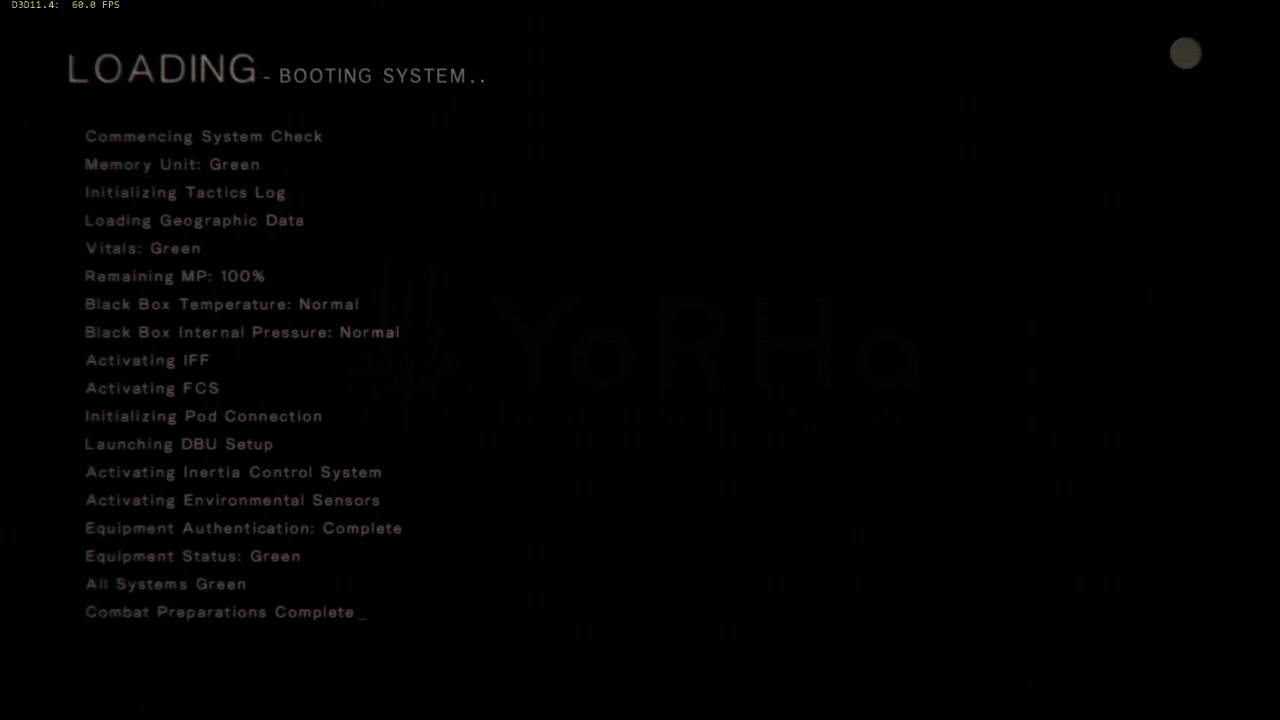 D3D11.4: 60.0 FPS
LOADING - BOOTING SYSTEM..
Commencing System Check
Memory Unit: Green
Initializing Tactics Log
Loading Geographic Data
Vitals: Green
Remaining MP: 100%
Black Box Temperature: Normal
Black Box Internal Pressure: Normal
Activating IFF
Activating FCS
Initializing Pod Connection
Launching DBU Setup
Activating Inertia Control System
Activating Environmental Sensors
Equipment Authentication: Complete
Equipment Status: Green
All Systems Green
Combat Preparations Complete_
YoRHa